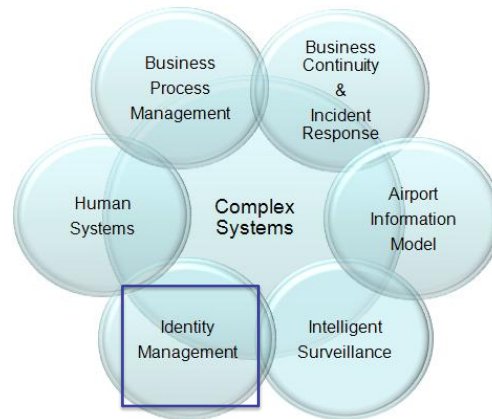 Business
Process
Management
Business
Continuity
&
Incident
Response
Human
Systems
Complex
Systems
Airport
Information
Model
Identity
Management
Intelligent
Surveillance